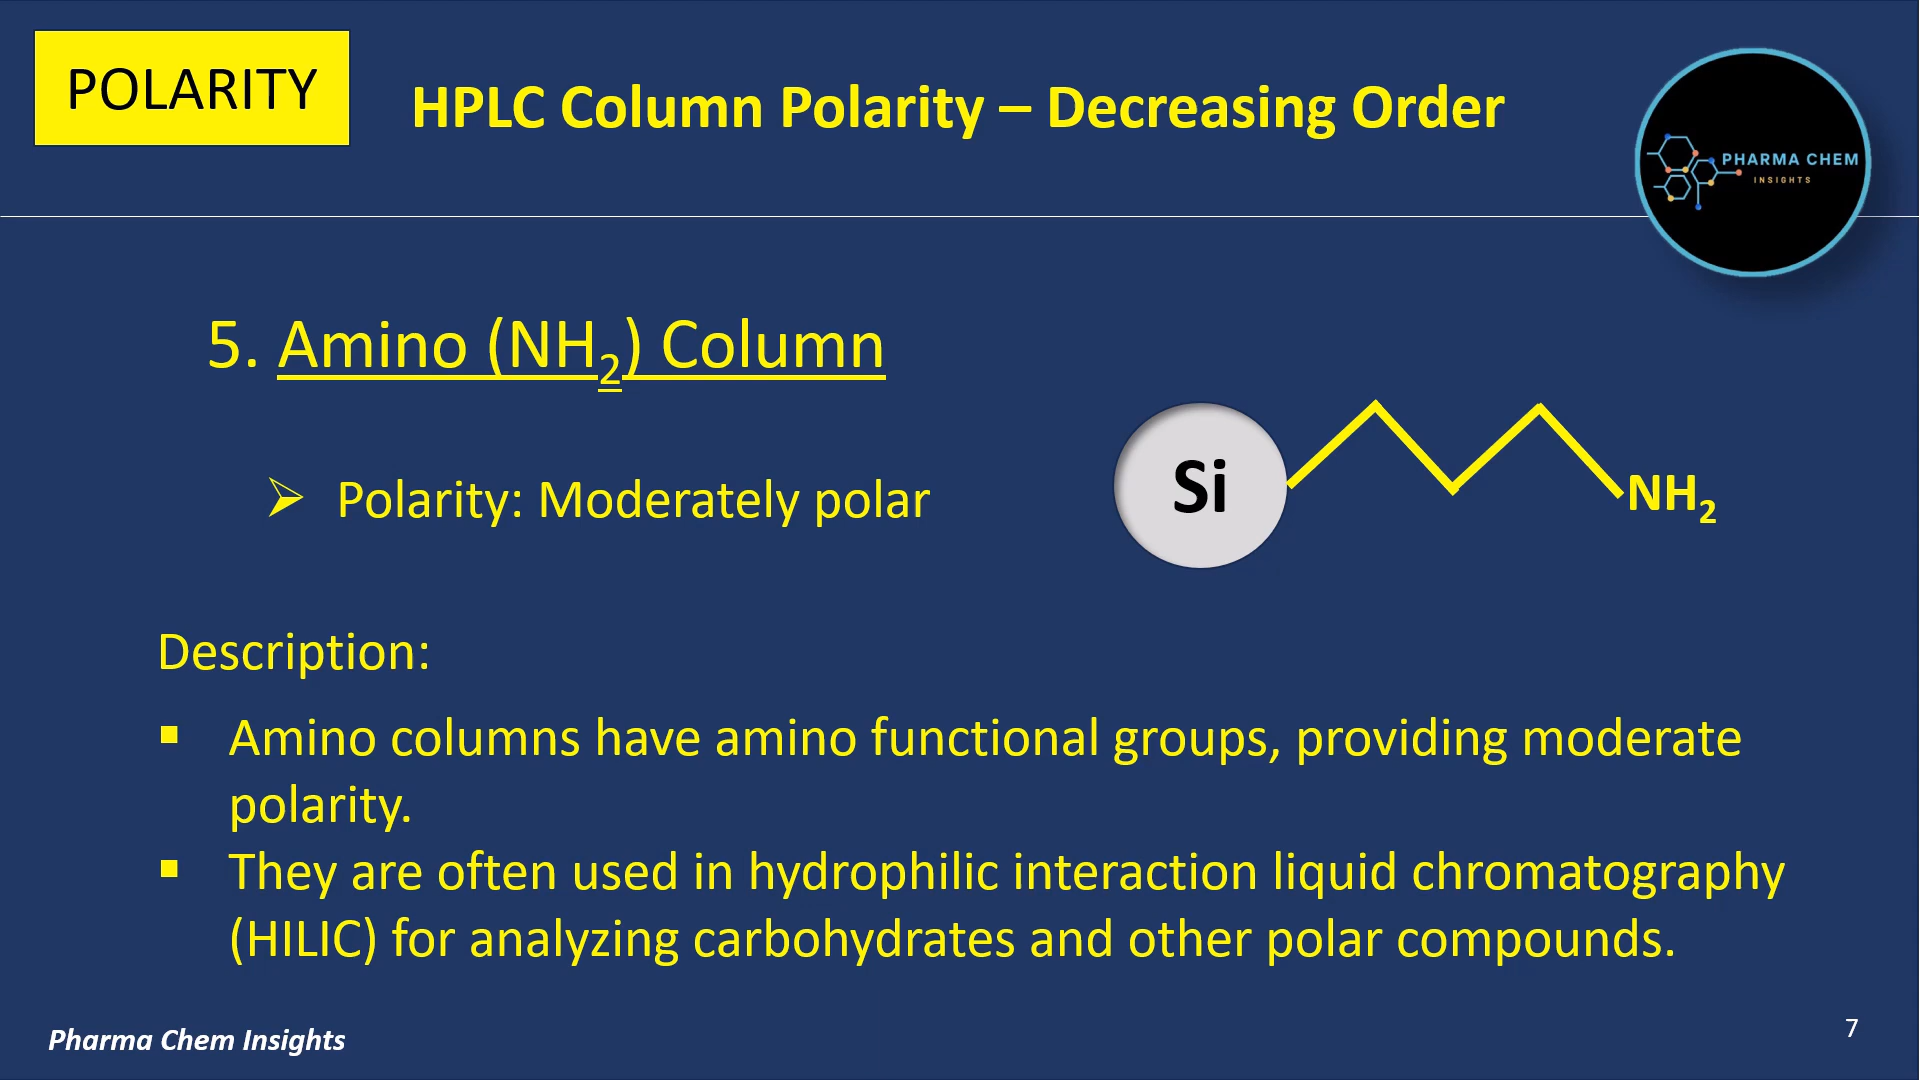 POLARITY
HPLC Column Polarity – Decreasing Order
PHARMA CHEM
INSIGHTS
5. Amino (NH₂) Column
➢ Polarity: Moderately polar
Si
NH₂
Description:
▪ Amino columns have amino functional groups, providing moderate
polarity.
▪ They are often used in hydrophilic interaction liquid chromatography
(HILIC) for analyzing carbohydrates and other polar compounds.
Pharma Chem Insights
7